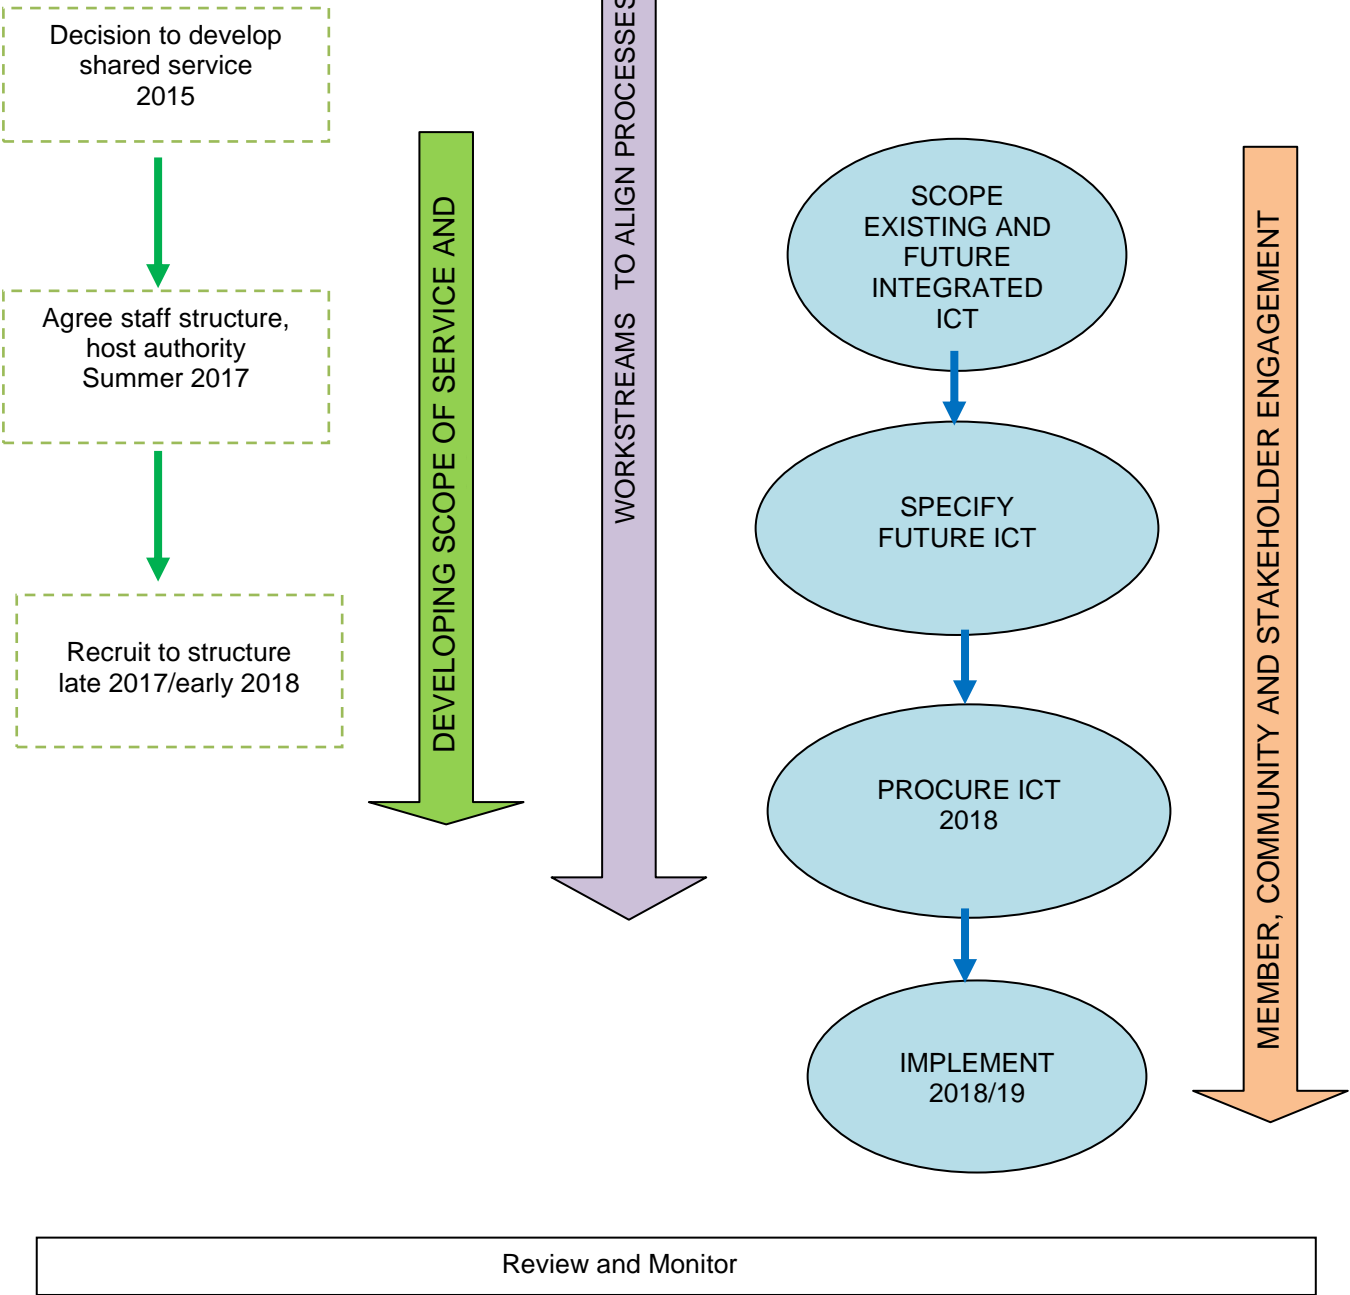 Decision to develop
shared service
2015
Agree staff structure,
host authority
Summer 2017
Recruit to structure
late 2017/early 2018
DEVELOPING SCOPE OF SERVICE AND
WORKSTREAMS TO ALIGN PROCESSES
SCOPE
EXISTING AND
FUTURE
INTEGRATED
ICT
SPECIFY
FUTURE ICT
PROCURE ICT
2018
IMPLEMENT
2018/19
MEMBER, COMMUNITY AND STAKEHOLDER ENGAGEMENT
Review and Monitor